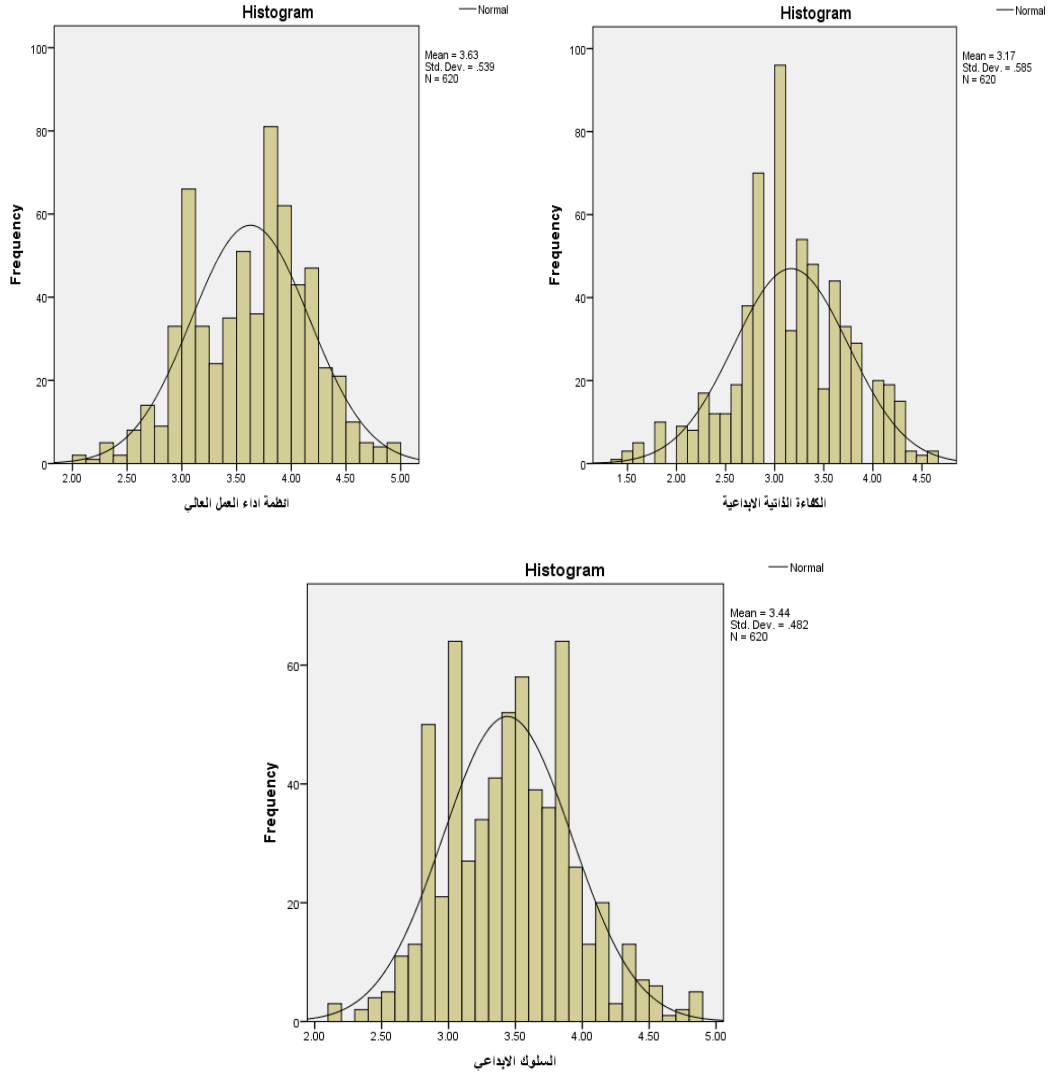 Histogram
Normal
Mean = 3.63
Std. Dev. = .539
N = 620
Frequency
100
80
60
40
20
0
2.00 2.50 3.00 3.50 4.00 4.50 5.00
انظمة اداء العمل العالي
Histogram
Normal
Mean = 3.17
Std. Dev. = .585
N = 620
Frequency
100
80
60
40
20
0
1.50 2.00 2.50 3.00 3.50 4.00 4.50
الكفاءة الذاتية الابداعية
Histogram
Normal
Mean = 3.44
Std. Dev. = .482
N = 620
Frequency
60
40
20
0
2.00 2.50 3.00 3.50 4.00 4.50 5.00
السلوك الابداعي